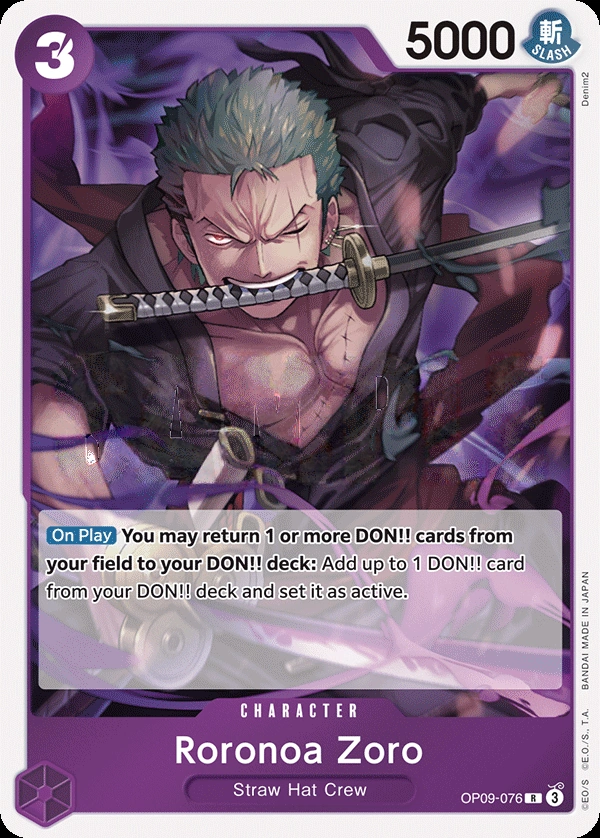 3
5000
斬
SLASH
Denim2
On Play You may return 1 or more DON!! cards from
your field to your DON!! deck: Add up to 1 DON!! card
from your DON!! deck and set it as active.
CHARACTER
Roronoa Zoro
Straw Hat Crew
OP09-076 R 3
©EO/S ©E.O./S., T.A. BANDAI MADE IN JAPAN